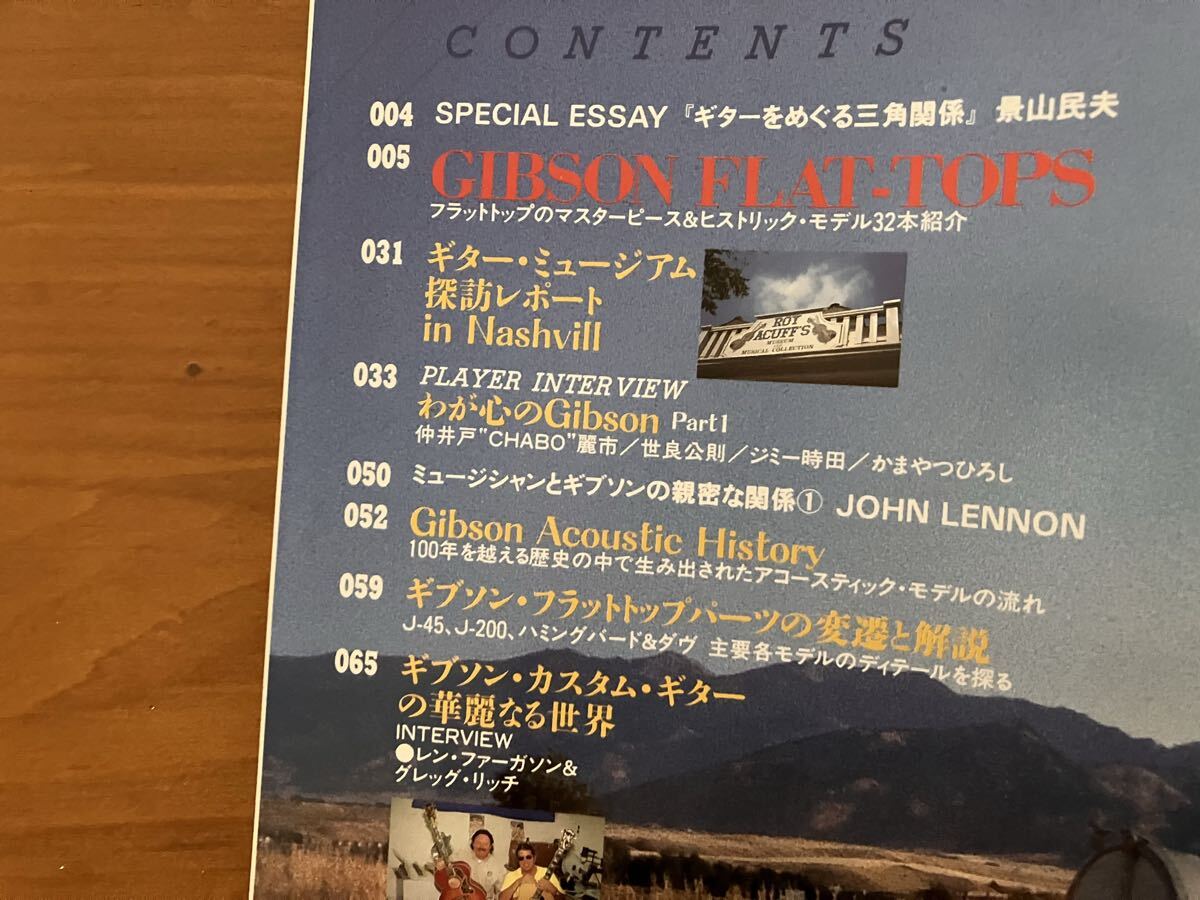 CONTENTS
004 SPECIAL ESSAY 『ギターをめぐる三角関係』 景山民夫
005 GIBSON FLAT-TOPS
フラットトップのマスターピース&ヒストリック・モデル32本紹介
031 ギター・ミュージアム
探訪レポート
in Nashvill
ROY
ACUFF'S
MUSEUM
AND
MUSICAL COLLECTION
033 PLAYER INTERVIEW
わが心のGibson Part1
仲井戸"CHABO"麗市/世良公則/ジミー時田/かまやつひろし
050 ミュージシャンとギブソンの親密な関係① JOHN LENNON
052 Gibson Acoustic History
100年を越える歴史の中で生み出されたアコースティック・モデルの流れ
059 ギブソン・フラットトップパーツの変遷と解説
J-45、J-200、ハミングバード&ダヴ 主要各モデルのディテールを探る
065 ギブソン・カスタム・ギター
の華麗なる世界
INTERVIEW
●レン・ファーガソン&
グレッグ・リッチ